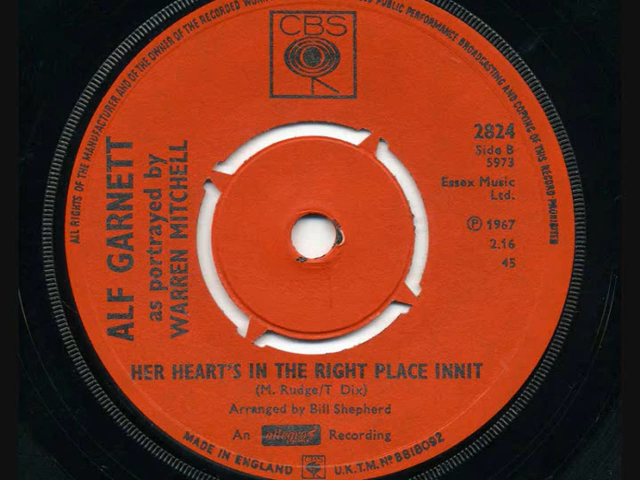 ALL RIGHTS OF THE MANUFACTURER AND OF THE OWNER OF THE RECORDED WORK
PUBLIC PERFORMANCE BROADCASTING AND COPYING OF THIS RECORD PROHIBITED
CBS
ALF GARNETT
as portrayed by
WARREN MITCHELL
2824
Side B
5973
Essex Music
Ltd.
℗ 1967
2.16
45
HER HEART'S IN THE RIGHT PLACE INNIT
(M. Rudge/T Dix)
Arranged by Bill Shepherd
An Recording
MADE IN ENGLAND U.K.T.M. Nº B818092